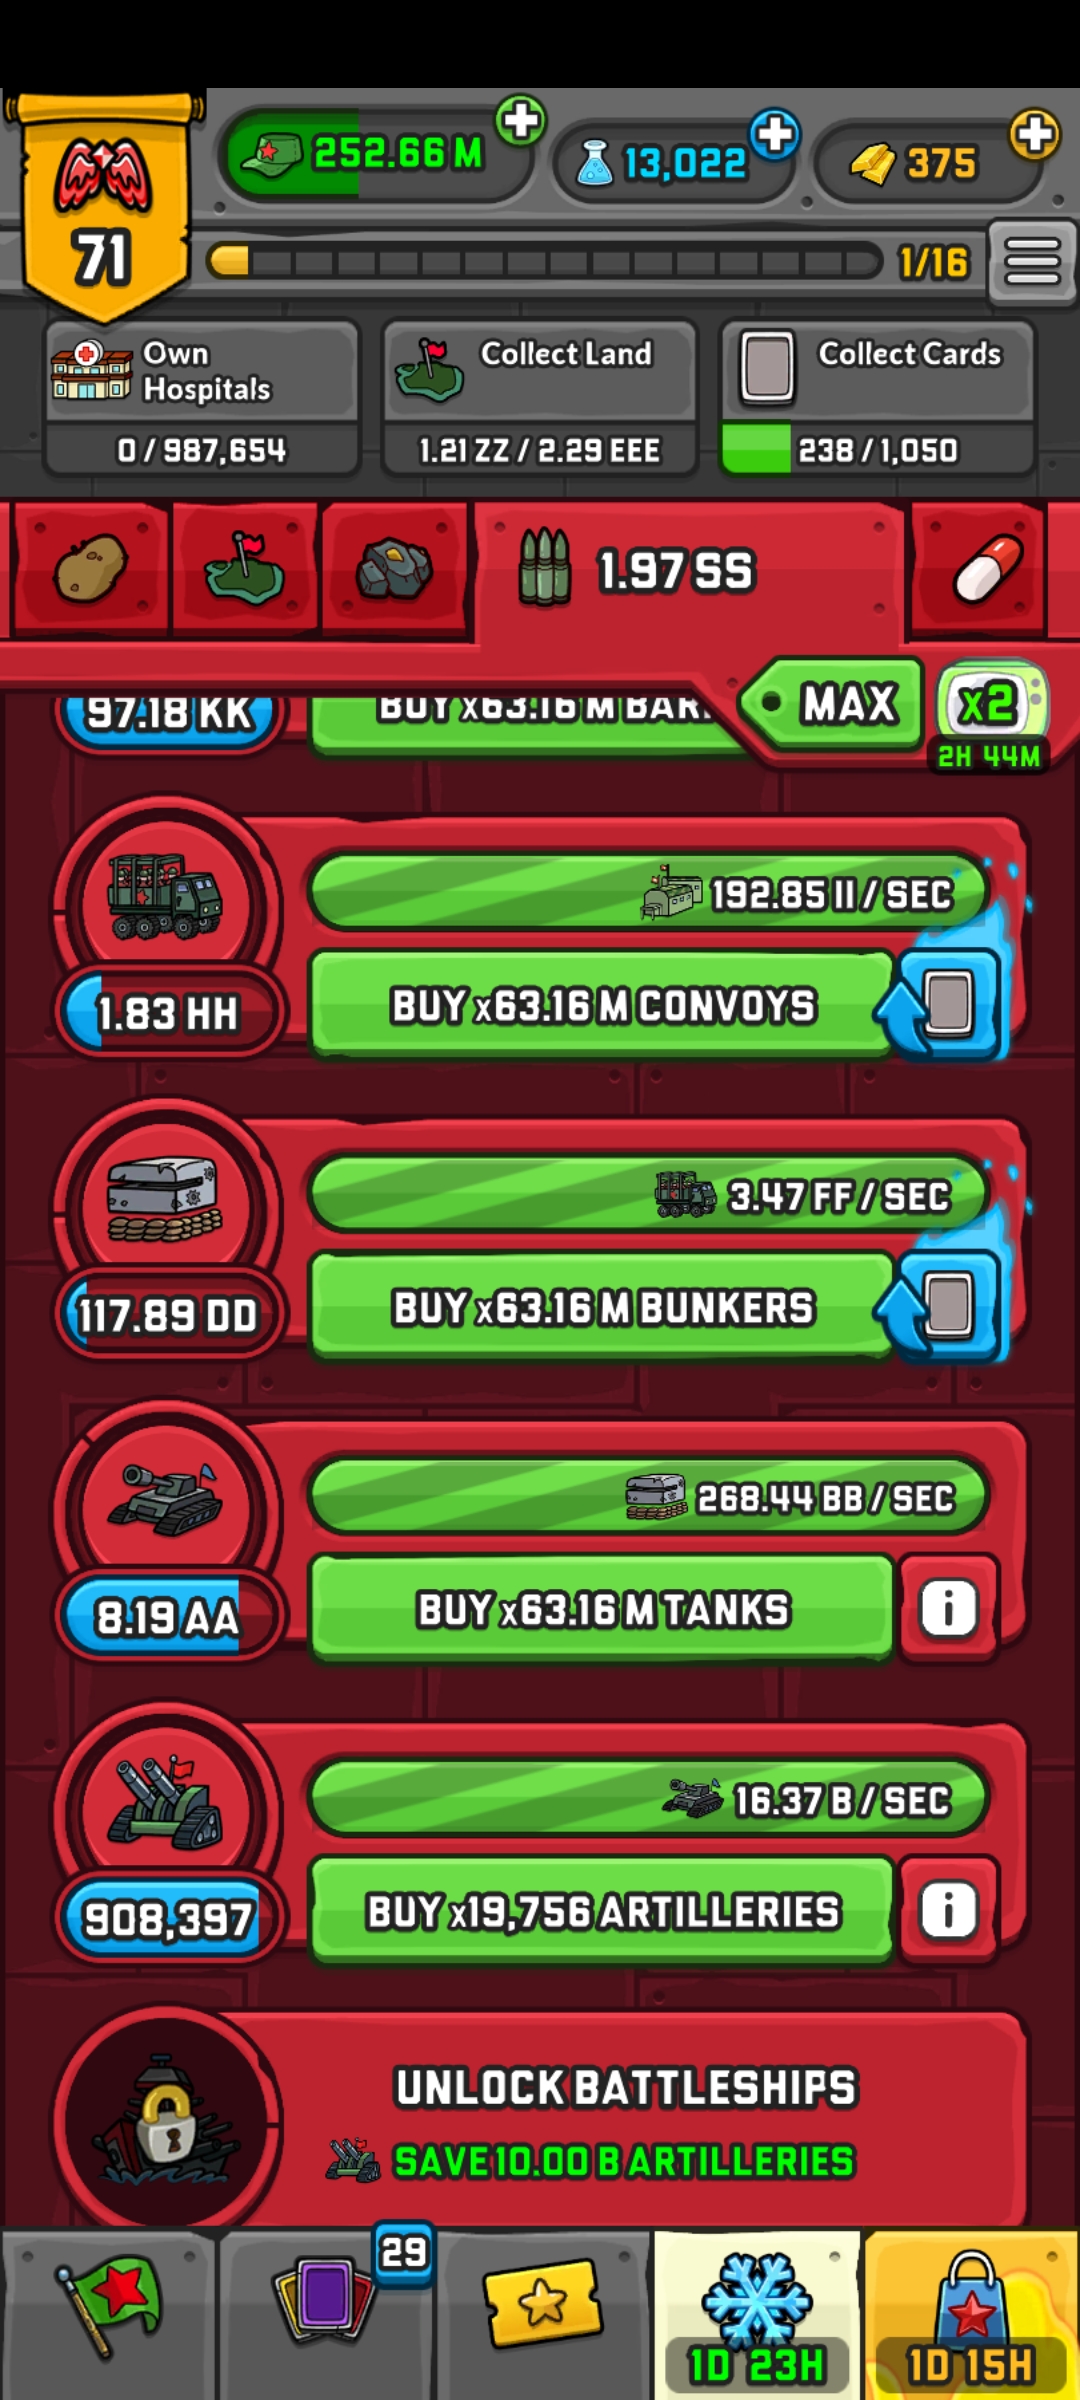 252.66 M
13,022
375
71
1/16
Own
Hospitals
0 / 987,654
Collect Land
1.21 ZZ / 2.29 EEE
Collect Cards
238 / 1,050
1.97 SS
MAX
x2
2H 44M
97.18 KK
BUY x63.16 M BAR
192.85 II / SEC
1.83 HH
BUY x63.16 M CONVOYS
3.47 FF / SEC
117.89 DD
BUY x63.16 M BUNKERS
268.44 BB / SEC
8.19 AA
BUY x63.16 M TANKS
i
16.37 B / SEC
908,397
BUY x19,756 ARTILLERIES
i
UNLOCK BATTLESHIPS
SAVE 10.00 B ARTILLERIES
29
1D 23H
1D 15H